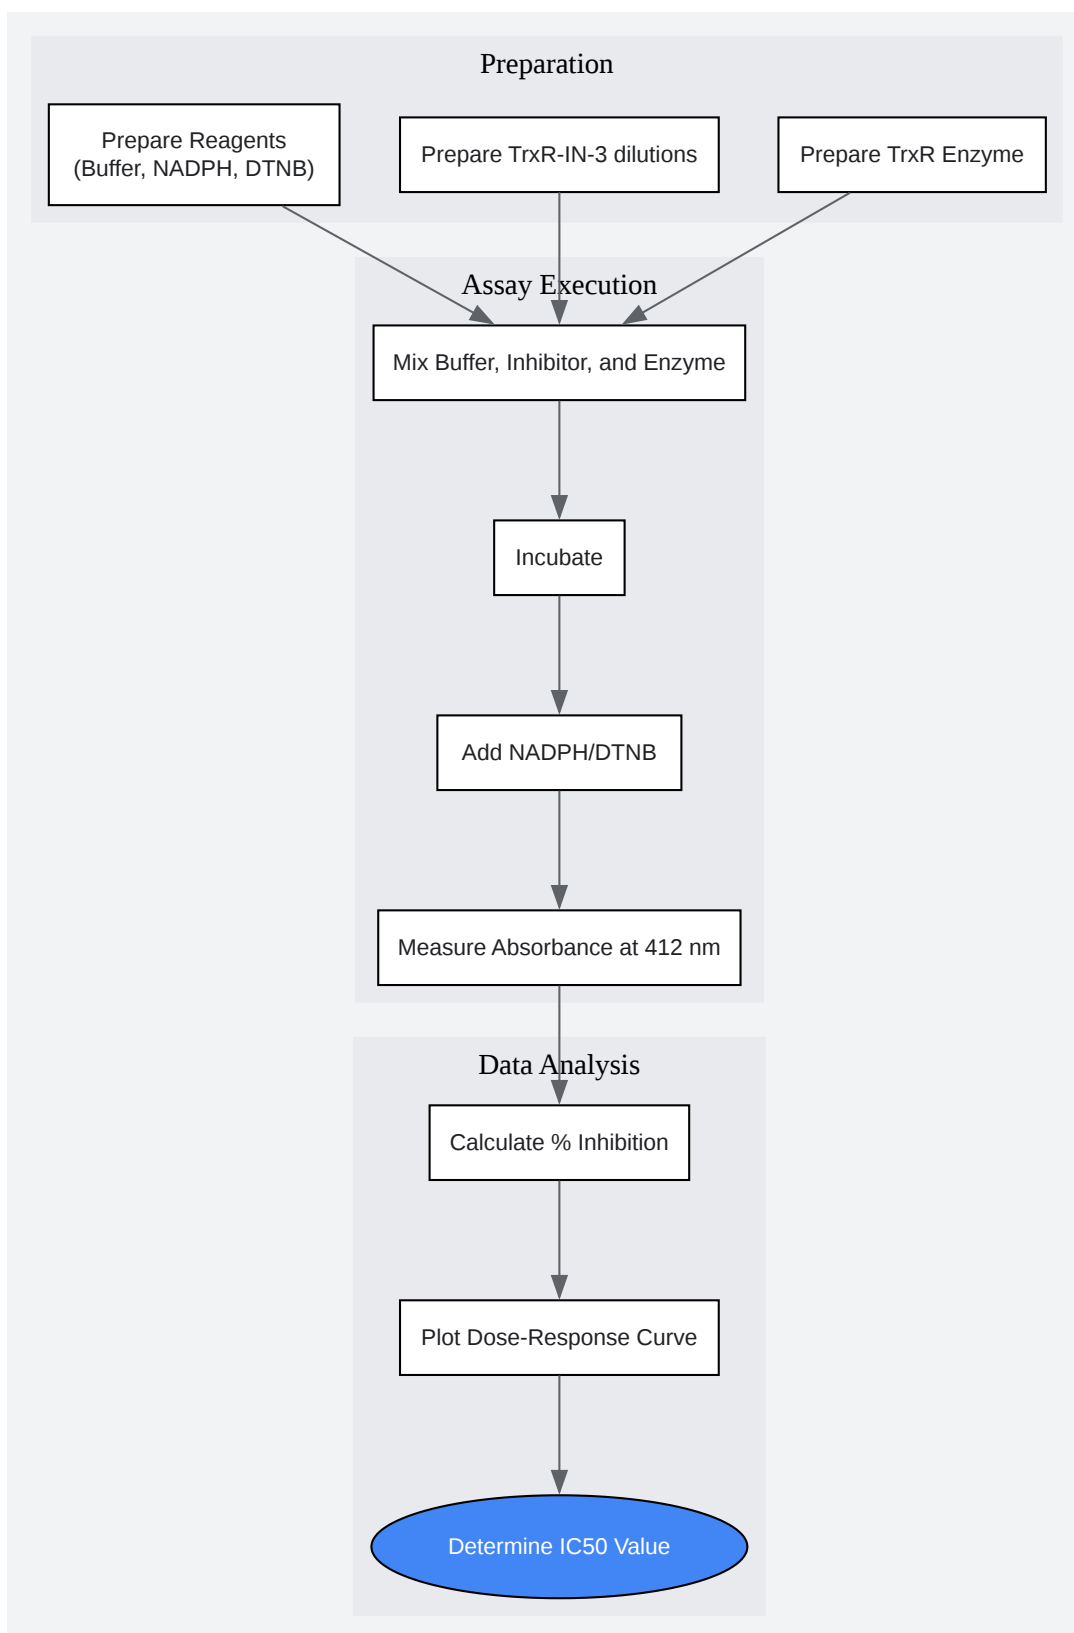 Preparation
Prepare Reagents
(Buffer, NADPH, DTNB)
Prepare TrxR-IN-3 dilutions
Prepare TrxR Enzyme
Assay Execution
Mix Buffer, Inhibitor, and Enzyme
Incubate
Add NADPH/DTNB
Measure Absorbance at 412 nm
Data Analysis
Calculate % Inhibition
Plot Dose-Response Curve
Determine IC50 Value